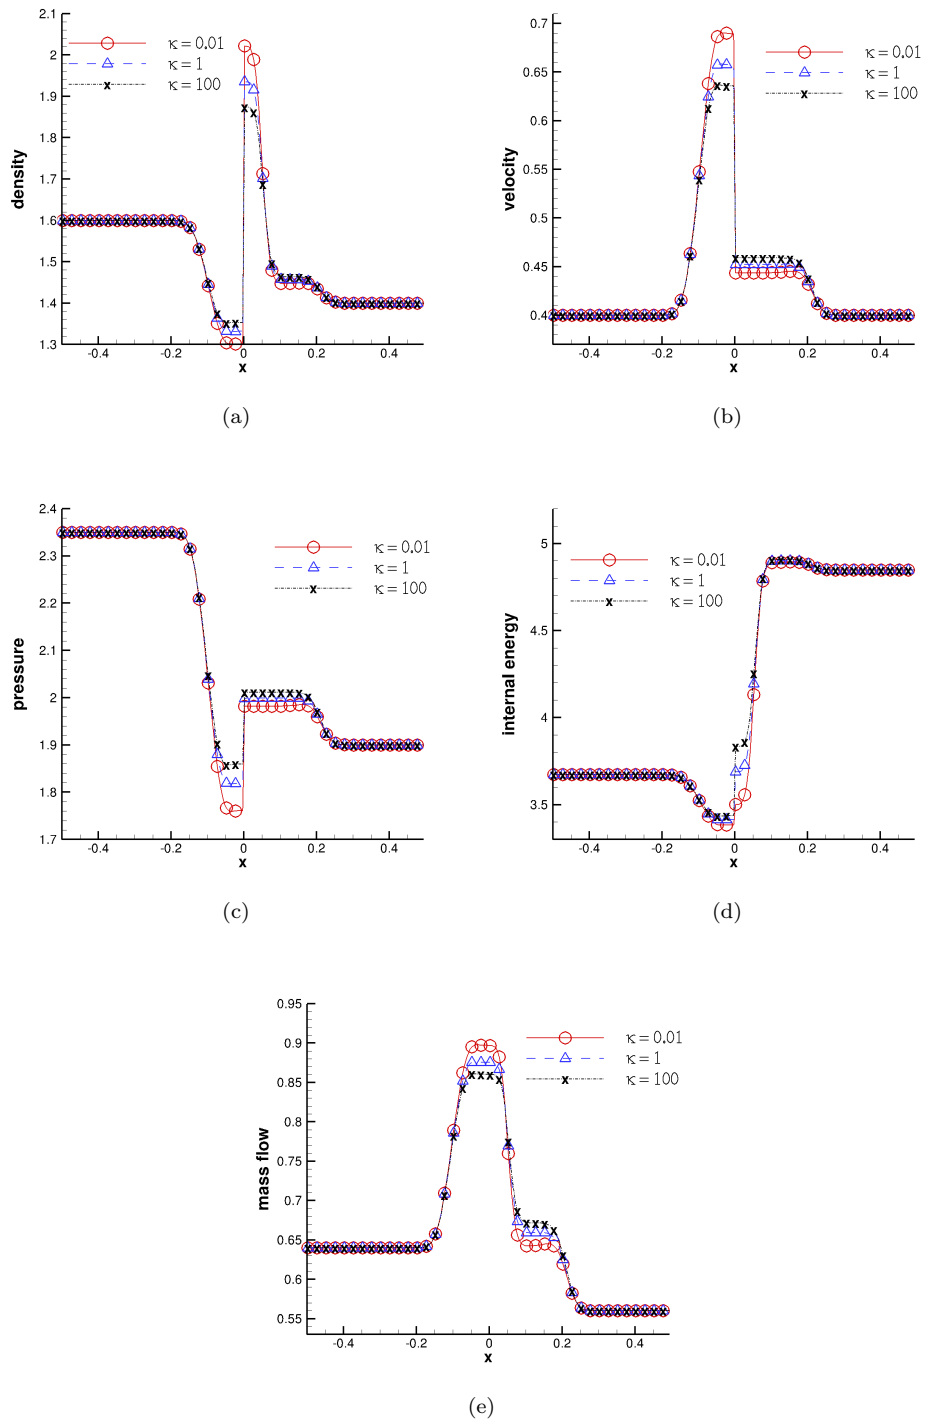 2.1
2
1.9
1.8
1.7
1.6
1.5
1.4
1.3
density
κ = 0.01
κ = 1
κ = 100
-0.4
-0.2
0
0.2
0.4
x
(a)
0.7
0.65
0.6
0.55
0.5
0.45
0.4
velocity
κ = 0.01
κ = 1
κ = 100
-0.4
-0.2
0
0.2
0.4
x
(b)
2.4
2.3
2.2
2.1
2
1.9
1.8
1.7
pressure
κ = 0.01
κ = 1
κ = 100
-0.4
-0.2
0
0.2
0.4
x
(c)
5
4.5
4
3.5
internal energy
κ = 0.01
κ = 1
κ = 100
-0.4
-0.2
0
0.2
0.4
x
(d)
0.95
0.9
0.85
0.8
0.75
0.7
0.65
0.6
0.55
mass flow
κ = 0.01
κ = 1
κ = 100
-0.4
-0.2
0
0.2
0.4
x
(e)